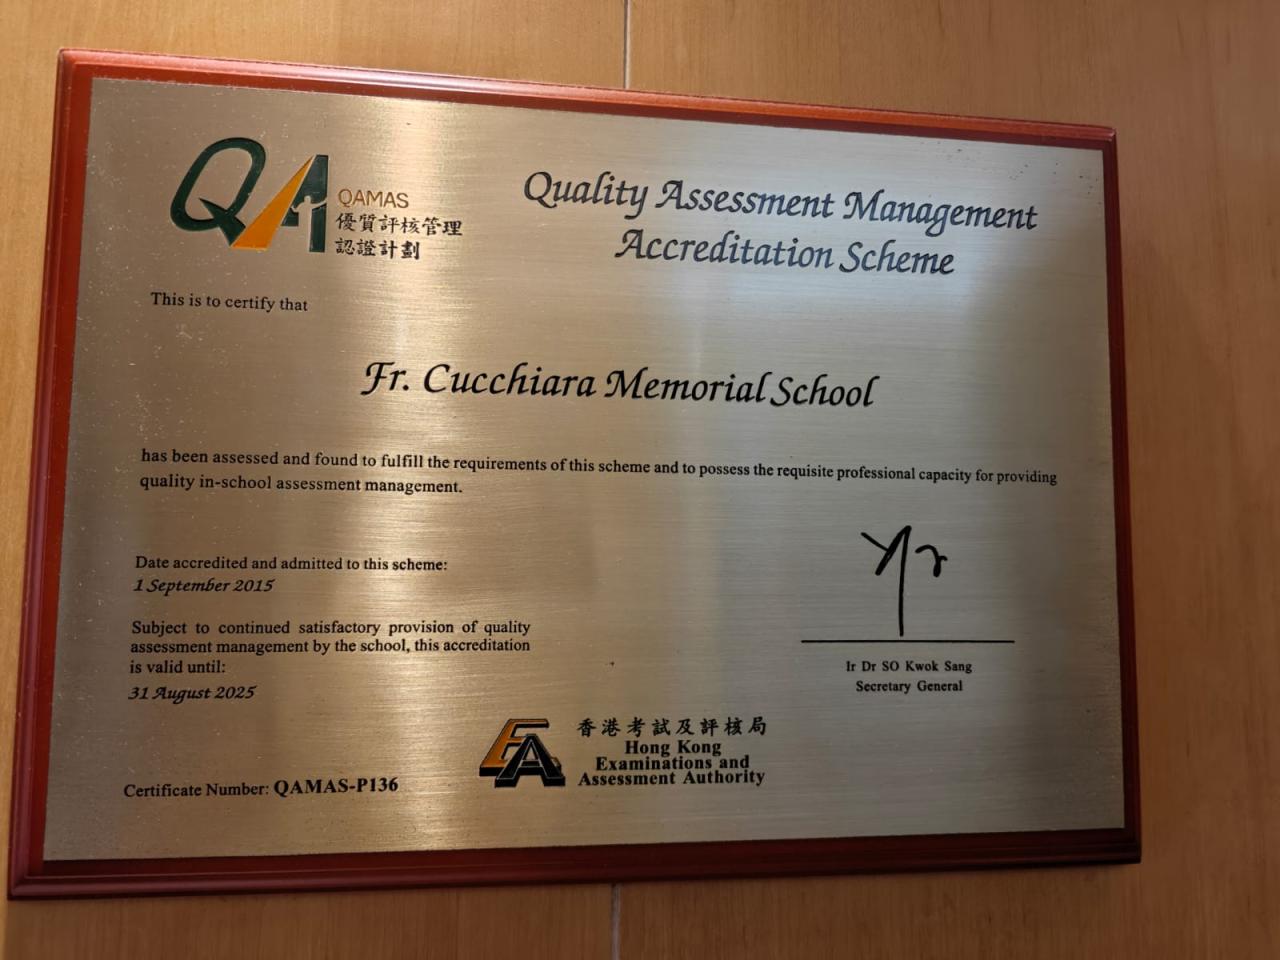 QA
QAMAS
優質評核管理
認證計劃
Quality Assessment Management
Accreditation Scheme
This is to certify that
Fr. Cucchiara Memorial School
has been assessed and found to fulfill the requirements of this scheme and to possess the requisite professional capacity for providing
quality in-school assessment management.
Date accredited and admitted to this scheme:
1 September 2015
Subject to continued satisfactory provision of quality
assessment management by the school, this accreditation
is valid until:
31 August 2025
Ir Dr SO Kwok Sang
Secretary General
Certificate Number: QAMAS-P136
EA
香港考試及評核局
Hong Kong
Examinations and
Assessment Authority